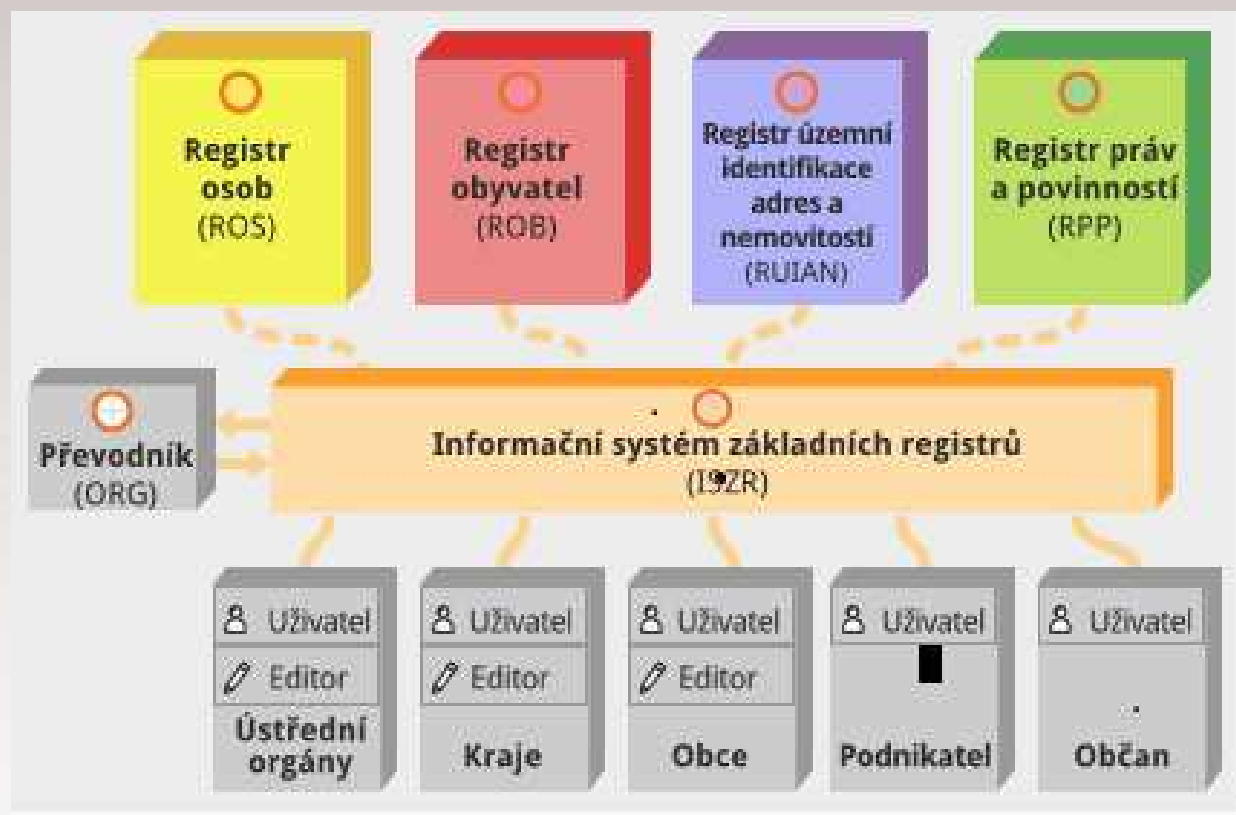 Registr
osob
(ROS)
Registr
obyvatel
(ROB)
Registr územní
identifikace
adres a
nemovitostí
(RUIAN)
Registr práv
a povinností
(RPP)
Převodník
(ORG)
Informační systém základních registrů
(ISZR)
Uživatel
Editor
Ústřední
orgány
Uživatel
Editor
Kraje
Uživatel
Editor
Obce
Uživatel
Podnikatel
Uživatel
Občan